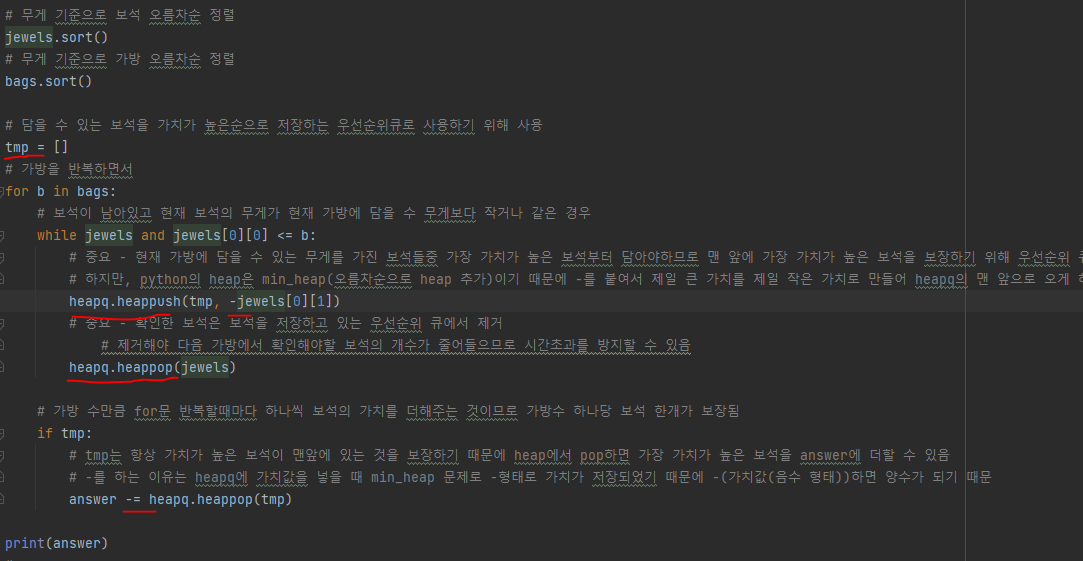 # 무게 기준으로 보석 오름차순 정렬
jewels.sort()
# 무게 기준으로 가방 오름차순 정렬
bags.sort()
# 담을 수 있는 보석을 가치가 높은순으로 저장하는 우선순위큐로 사용하기 위해 사용
tmp = []
# 가방을 반복하면서
for b in bags:
# 보석이 남아있고 현재 보석의 무게가 현재 가방에 담을 수 무게보다 작거나 같은 경우
while jewels and jewels[0][0] <= b:
# 중요 - 현재 가방에 담을 수 있는 무게를 가진 보석들중 가장 가치가 높은 보석부터 담아야하므로 맨 앞에 가장 가치가 높은 보석을 보장하기 위해 우선순위
# 하지만, python의 heap은 min_heap(오름차순으로 heap 추가)이기 때문에 -를 붙여서 제일 큰 가치를 제일 작은 가치로 만들어 heapq의 맨 앞으로 오게
heapq.heappush(tmp, -jewels[0][1])
# 중요 - 확인한 보석은 보석을 저장하고 있는 우선순위 큐에서 제거
# 제거해야 다음 가방에서 확인해야할 보석의 개수가 줄어들으므로 시간초과를 방지할 수 있음
heapq.heappop(jewels)
# 가방 수만큼 for문 반복할때마다 하나씩 보석의 가치를 더해주는 것이므로 가방수 하나당 보석 한개가 보장됨
if tmp:
# tmp는 항상 가치가 높은 보석이 맨앞에 있는 것을 보장하기 때문에 heap에서 pop하면 가장 가치가 높은 보석을 answer에 더할 수 있음
# -를 하는 이유는 heapq에 가치값을 넣을 때 min_heap 문제로 -형태로 가치가 저장되었기 때문에 -(가치값(음수 형태))하면 양수가 되기 때문
answer -= heapq.heappop(tmp)
print(answer)